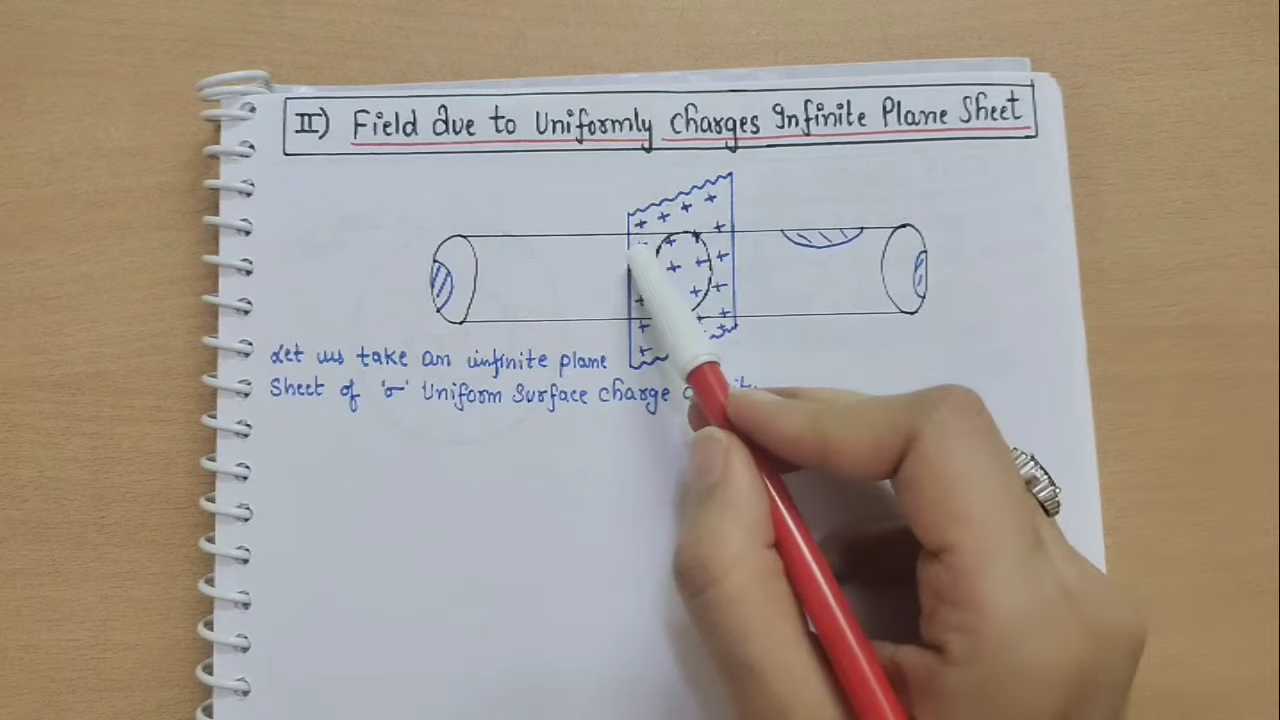 II) Field due to Uniformly charges Infinite Plane Sheet
Let us take an infinite plane
Sheet of 'σ' Uniform Surface charge